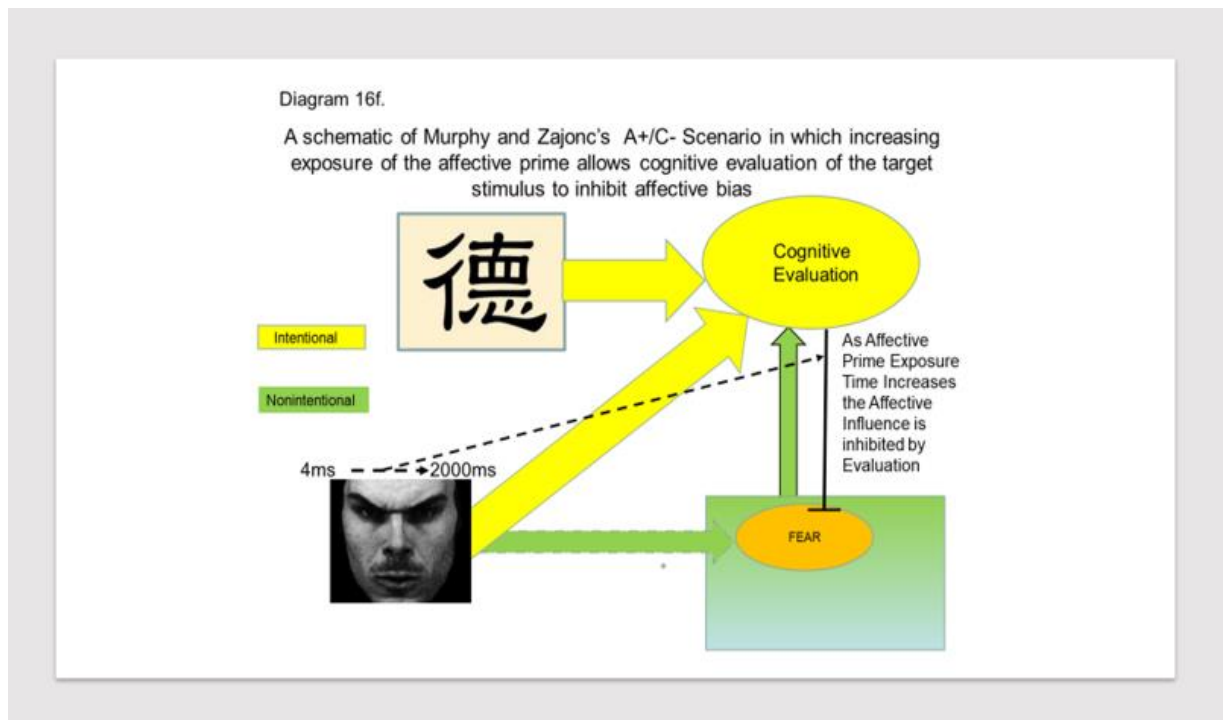 Diagram 16f.
A schematic of Murphy and Zajonc's A+/C- Scenario in which increasing
exposure of the affective prime allows cognitive evaluation of the target
stimulus to inhibit affective bias
德
Cognitive
Evaluation
Intentional
Nonintentional
As Affective
Prime Exposure
Time Increases
the Affective
Influence is
inhibited by
Evaluation
4ms
2000ms
FEAR